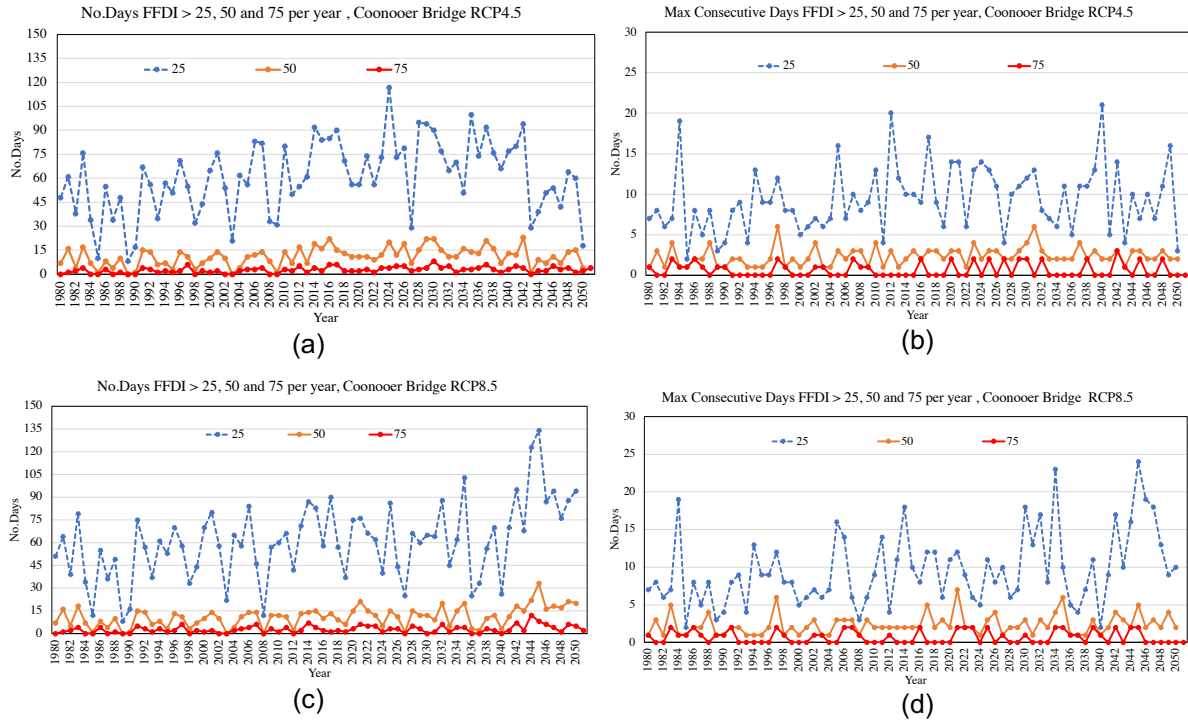 No.Days FFDI > 25, 50 and 75 per year , Coonooer Bridge RCP4.5
150
135
120
105
90
75
60
45
30
15
0
No.Days
25 50 75
1980 1982 1984 1986 1988 1990 1992 1994 1996 1998 2000 2002 2004 2006 2008 2010 2012 2014 2016 2018 2020 2022 2024 2026 2028 2030 2032 2034 2036 2038 2040 2042 2044 2046 2048 2050
Year
(a)
Max Consecutive Days FFDI > 25, 50 and 75 per year, Coonooer Bridge RCP4.5
30
25
20
15
10
5
0
No.Days
25 50 75
1980 1982 1984 1986 1988 1990 1992 1994 1996 1998 2000 2002 2004 2006 2008 2010 2012 2014 2016 2018 2020 2022 2024 2026 2028 2030 2032 2034 2036 2038 2040 2042 2044 2046 2048 2050
Year
(b)
No.Days FFDI > 25, 50 and 75 per year, Coonooer Bridge RCP8.5
150
135
120
105
90
75
60
45
30
15
0
No.Days
25 50 75
1980 1982 1984 1986 1988 1990 1992 1994 1996 1998 2000 2002 2004 2006 2008 2010 2012 2014 2016 2018 2020 2022 2024 2026 2028 2030 2032 2034 2036 2038 2040 2042 2044 2046 2048 2050
Year
(c)
Max Consecutive Days FFDI > 25, 50 and 75 per year , Coonooer Bridge RCP8.5
30
25
20
15
10
5
0
No.Days
25 50 75
1980 1982 1984 1986 1988 1990 1992 1994 1996 1998 2000 2002 2004 2006 2008 2010 2012 2014 2016 2018 2020 2022 2024 2026 2028 2030 2032 2034 2036 2038 2040 2042 2044 2046 2048 2050
Year
(d)